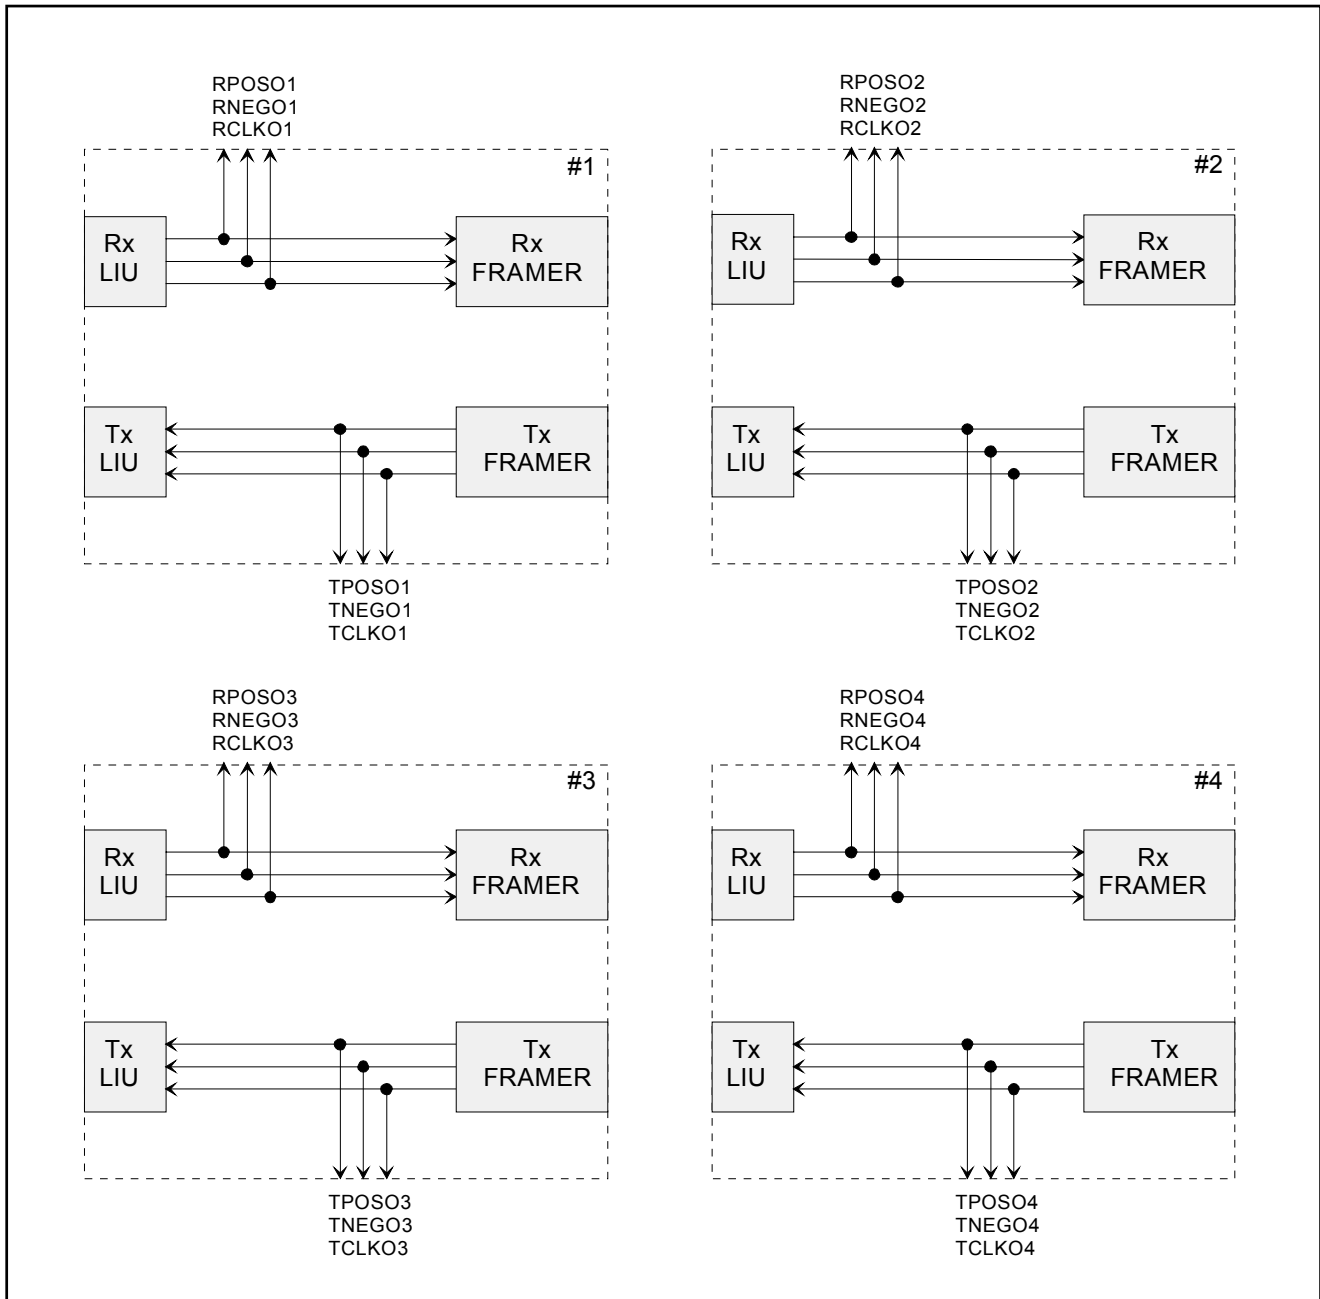 RPOSO1
RNEGO1
RCLKO1
#1
Rx
LIU
Rx
FRAMER
Tx
LIU
Tx
FRAMER
TPOSO1
TNEGO1
TCLKO1
RPOSO2
RNEGO2
RCLKO2
#2
Rx
LIU
Rx
FRAMER
Tx
LIU
Tx
FRAMER
TPOSO2
TNEGO2
TCLKO2
RPOSO3
RNEGO3
RCLKO3
#3
Rx
LIU
Rx
FRAMER
Tx
LIU
Tx
FRAMER
TPOSO3
TNEGO3
TCLKO3
RPOSO4
RNEGO4
RCLKO4
#4
Rx
LIU
Rx
FRAMER
Tx
LIU
Tx
FRAMER
TPOSO4
TNEGO4
TCLKO4